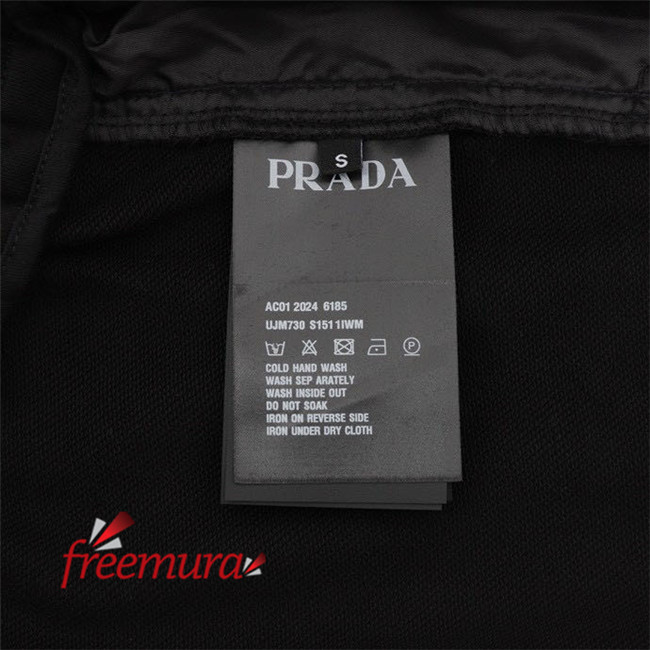 S
PRADA
AC01 2024 6185
UJM730 S151 1IWM
P
COLD HAND WASH
WASH SEP ARATELY
WASH INSIDE OUT
DO NOT SOAK
IRON ON REVERSE SIDE
IRON UNDER DRY CLOTH
freemura